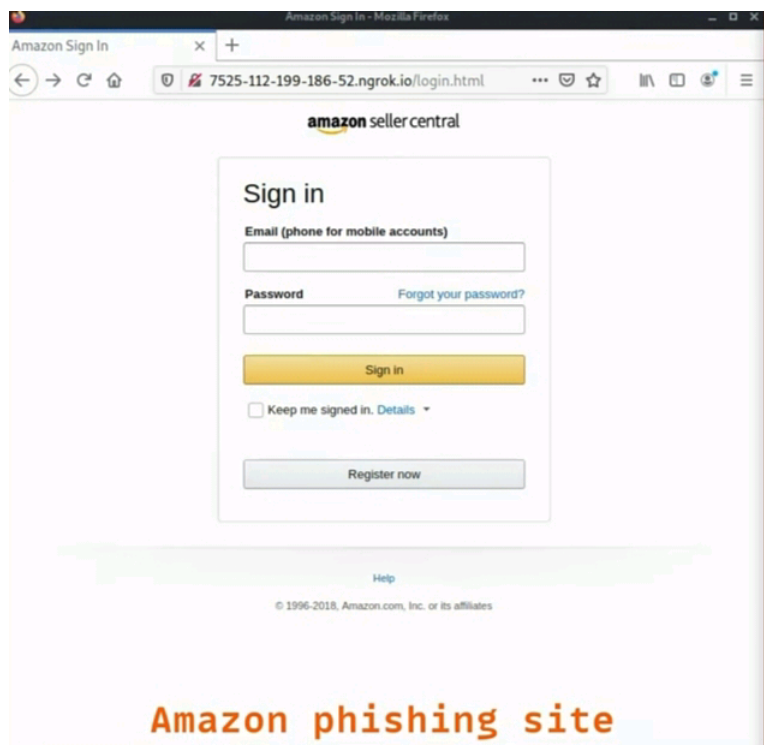 Amazon Sign In - Mozilla Firefox
Amazon Sign In × +
7525-112-199-186-52.ngrok.io/login.html
amazon seller central
Sign in
Email (phone for mobile accounts)
Password Forgot your password?
Sign in
Keep me signed in. Details
Register now
Help
© 1996-2018, Amazon.com, Inc. or its affiliates
Amazon phishing site